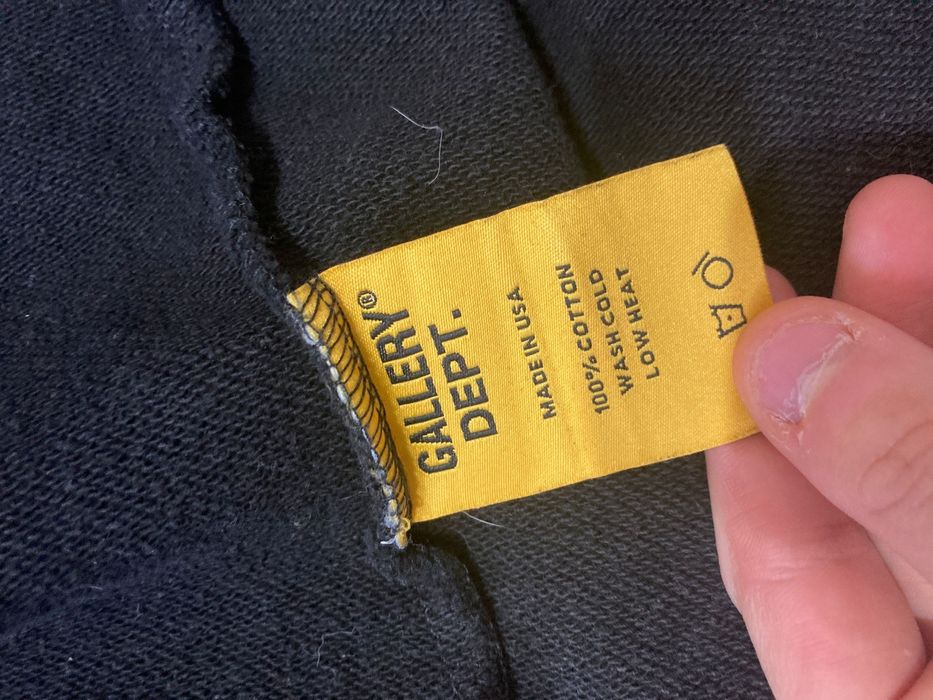 GALLERY®
DEPT.
MADE IN USA
100% COTTON
WASH COLD
LOW HEAT